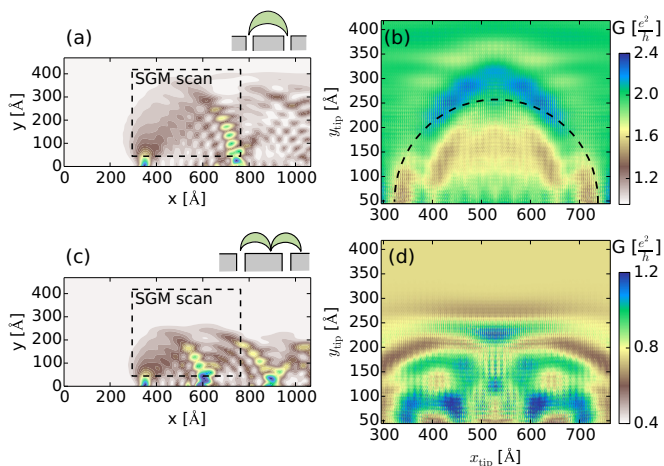 (a)
SGM scan
y [Å]
400
300
200
100
0
0 200 400 600 800 1000
x [Å]
(b)
G [e²/h]
y_tip [Å]
400
350
300
250
200
150
100
50
300 400 500 600 700
2.4
2.0
1.6
1.2
(c)
SGM scan
y [Å]
400
300
200
100
0
0 200 400 600 800 1000
x [Å]
(d)
G [e²/h]
y_tip [Å]
400
350
300
250
200
150
100
50
300 400 500 600 700
x_tip [Å]
1.2
0.8
0.4